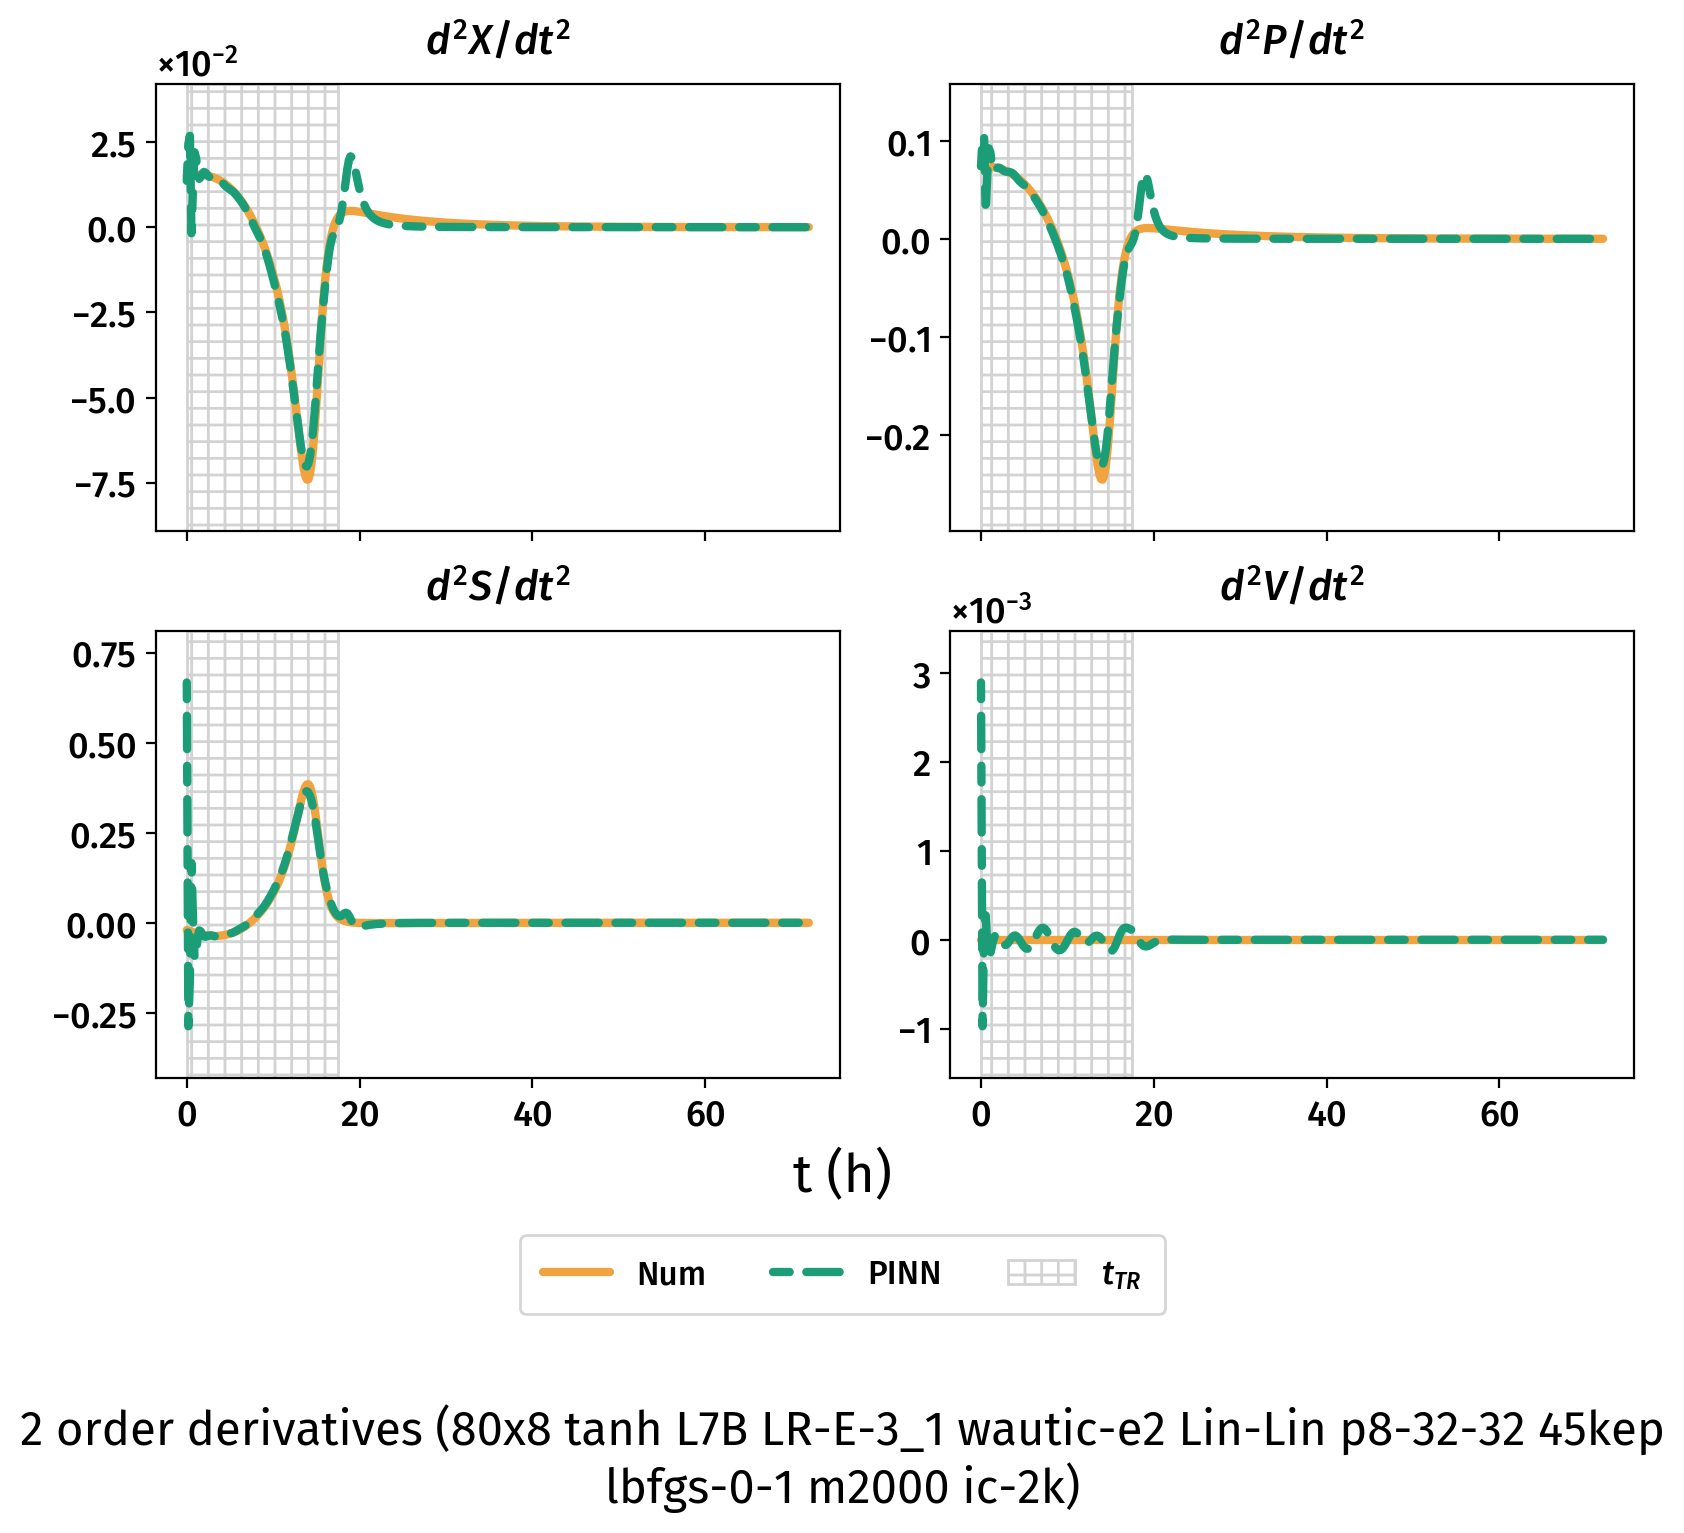 d²X/dt²
d²P/dt²
×10⁻²
2.5
0.0
−2.5
−5.0
−7.5
0.1
0.0
−0.1
−0.2
d²S/dt²
d²V/dt²
×10⁻³
0.75
0.50
0.25
0.00
−0.25
3
2
1
0
−1
0 20 40 60
0 20 40 60
t (h)
Num PINN t_TR
2 order derivatives (80x8 tanh L7B LR-E-3_1 wautic-e2 Lin-Lin p8-32-32 45kep
lbfgs-0-1 m2000 ic-2k)